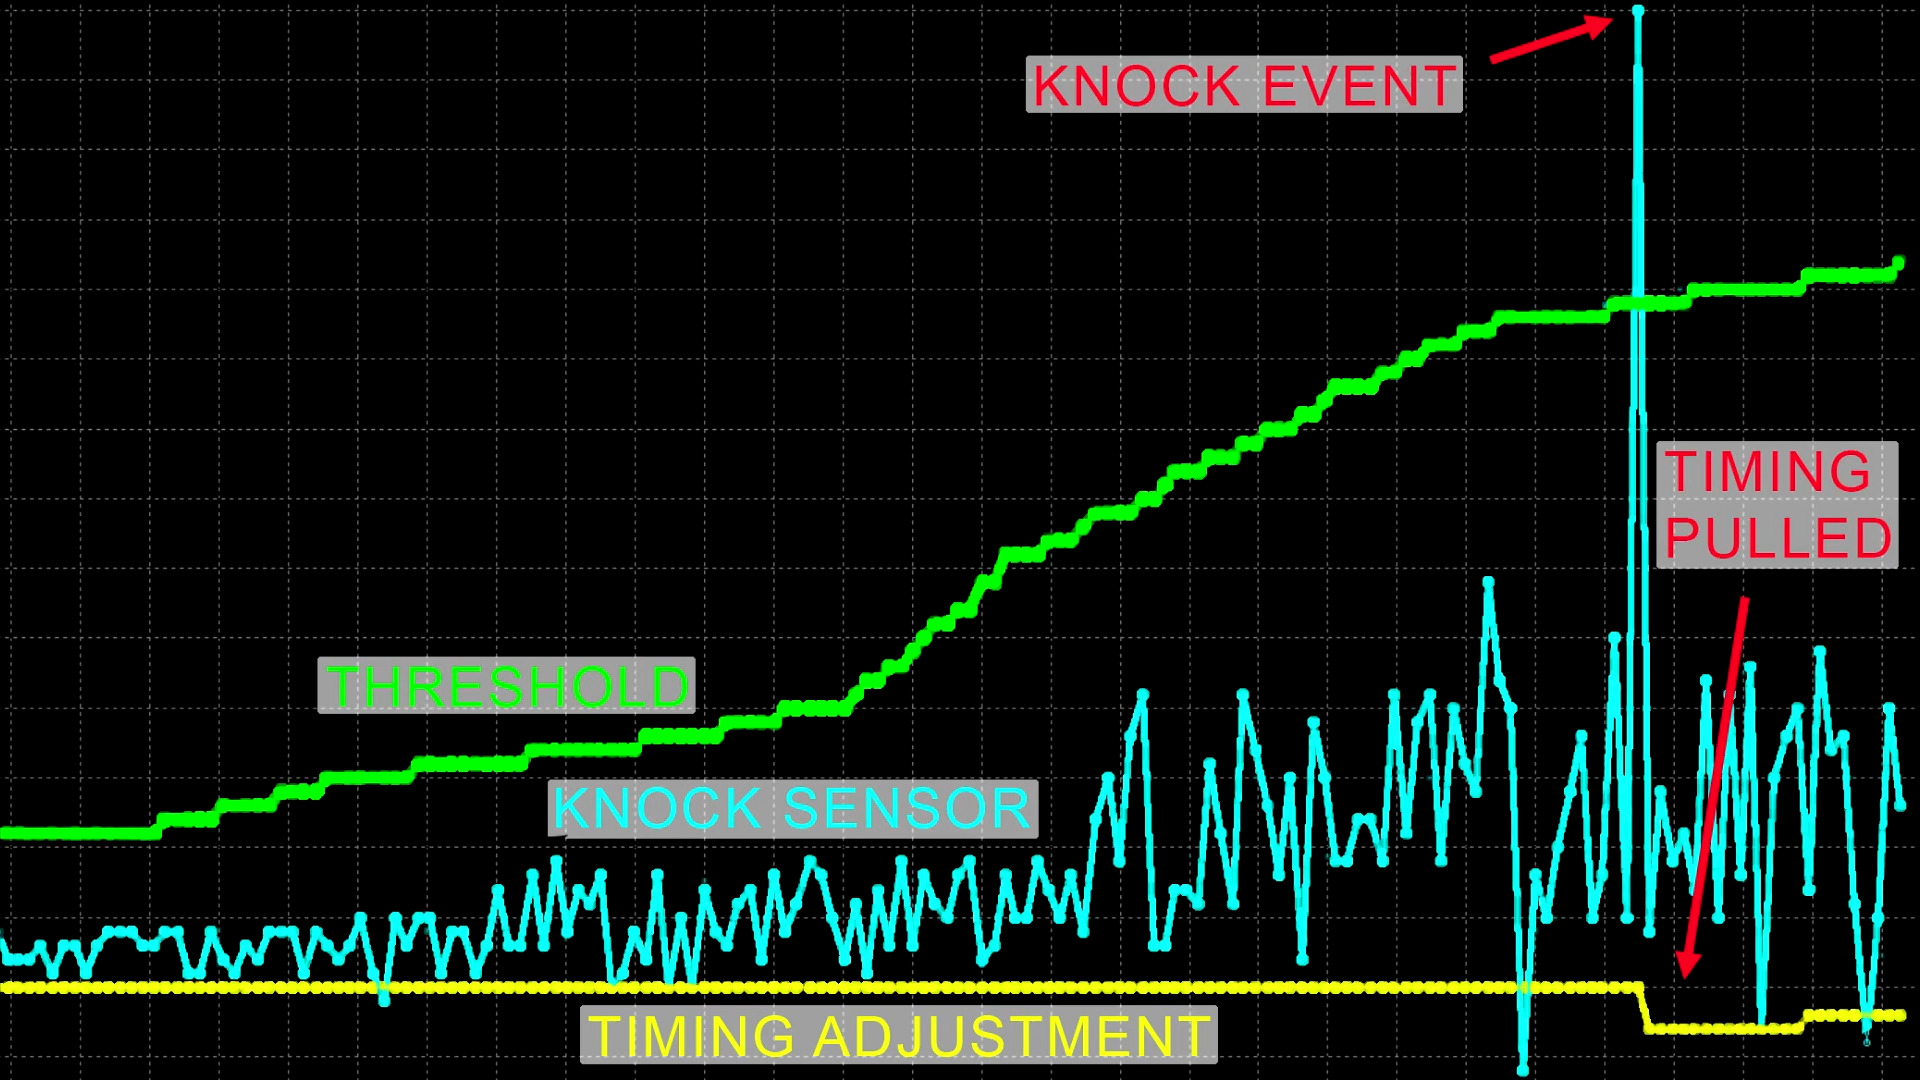 KNOCK EVENT
TIMING
PULLED
THRESHOLD
KNOCK SENSOR
TIMING ADJUSTMENT